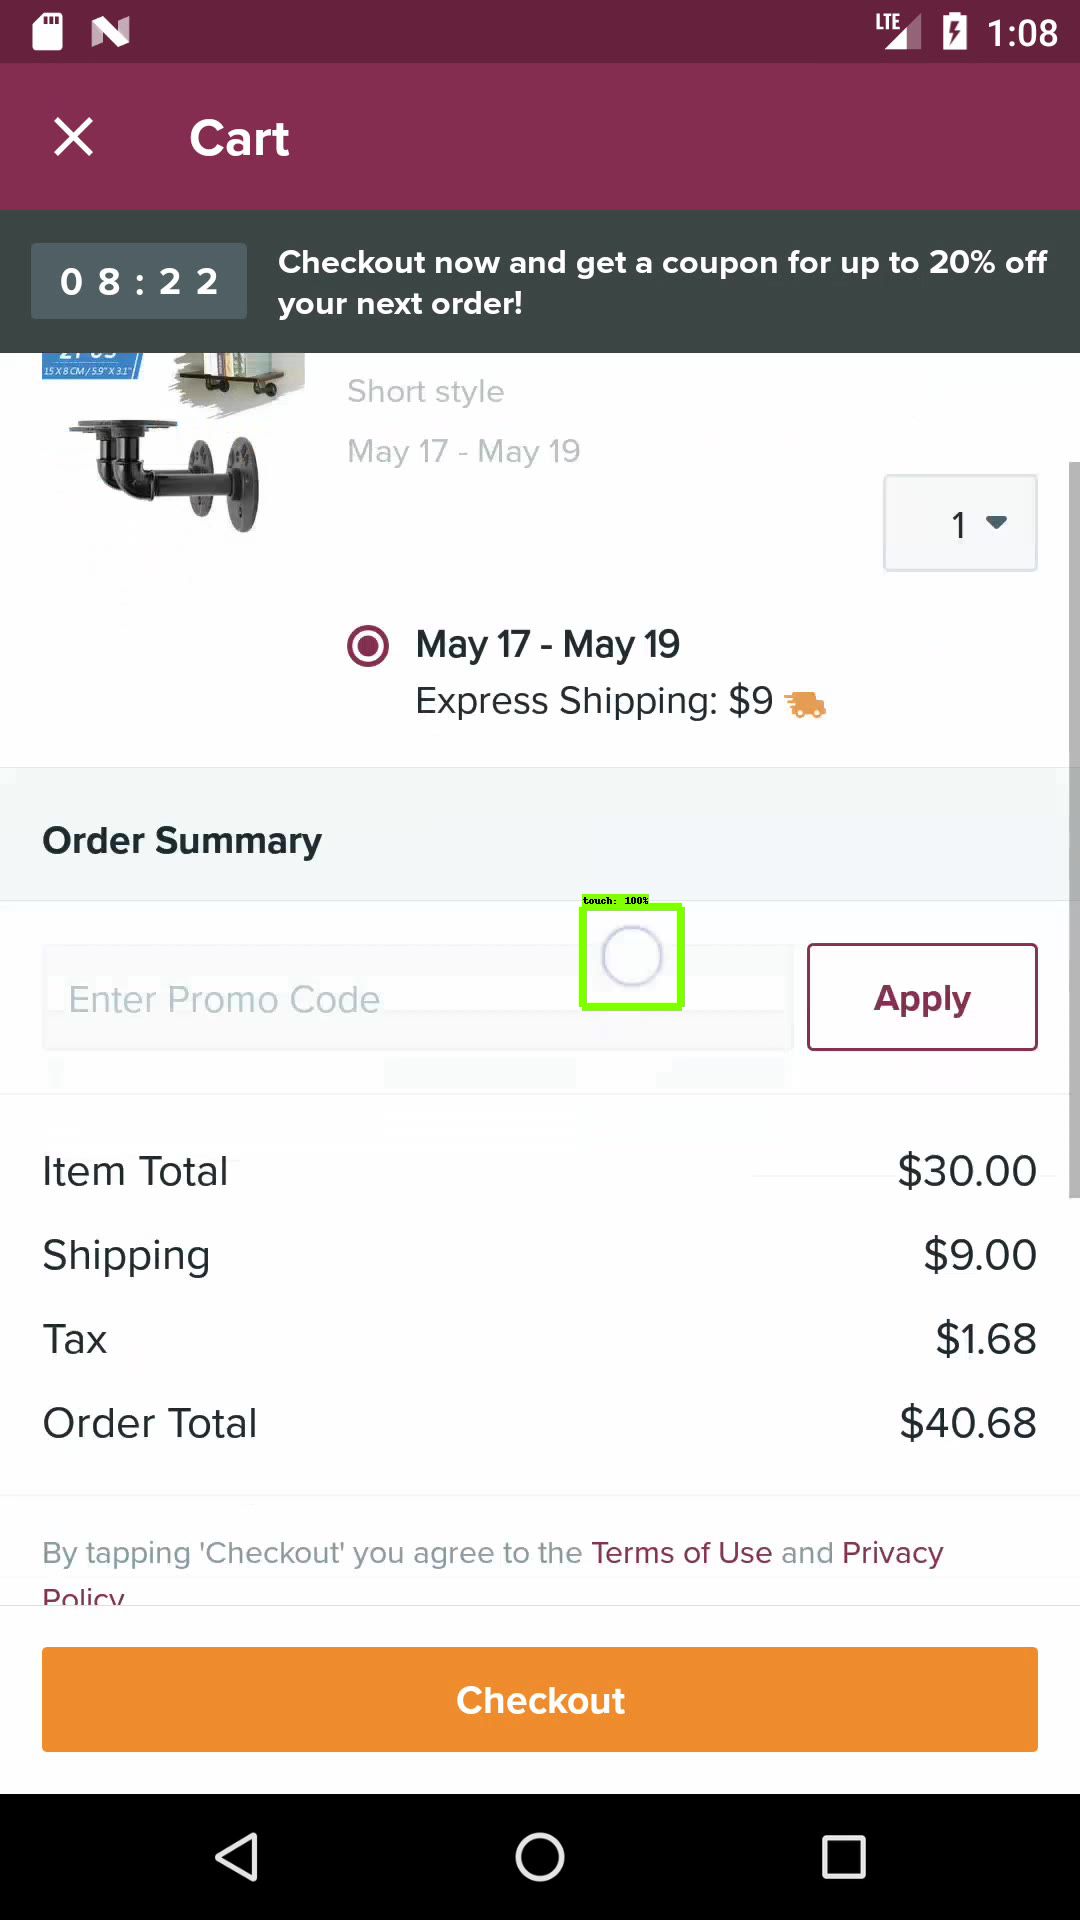 LTE 1:08
Cart
08:22
Checkout now and get a coupon for up to 20% off
your next order!
15 X 8 CM / 5.9" X 3.1"
Short style
May 17 - May 19
1
May 17 - May 19
Express Shipping: $9
Order Summary
touch: 100%
Enter Promo Code
Apply
Item Total $30.00
Shipping $9.00
Tax $1.68
Order Total $40.68
By tapping 'Checkout' you agree to the Terms of Use and Privacy
Policy
Checkout